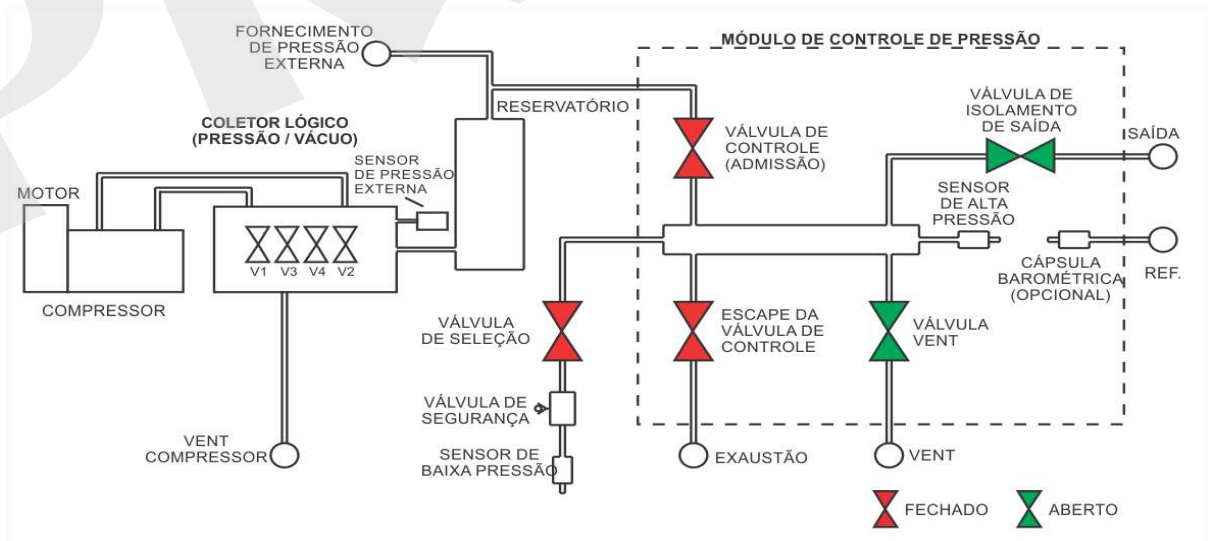 FORNECIMENTO
DE PRESSÃO
EXTERNA
MÓDULO DE CONTROLE DE PRESSÃO
RESERVATÓRIO
COLETOR LÓGICO
(PRESSÃO / VÁCUO)
SENSOR
DE PRESSÃO
EXTERNA
VÁLVULA DE
CONTROLE
(ADMISSÃO)
VÁLVULA DE
ISOLAMENTO
DE SAÍDA
SAÍDA
MOTOR
SENSOR
DE ALTA
PRESSÃO
V1 V3 V4 V2
CÁPSULA
BAROMÉTRICA
(OPCIONAL)
REF.
COMPRESSOR
VÁLVULA
DE SELEÇÃO
ESCAPE DA
VÁLVULA DE
CONTROLE
VÁLVULA
VENT
VÁLVULA DE
SEGURANÇA
VENT
COMPRESSOR
SENSOR DE
BAIXA PRESSÃO
EXAUSTÃO
VENT
FECHADO
ABERTO